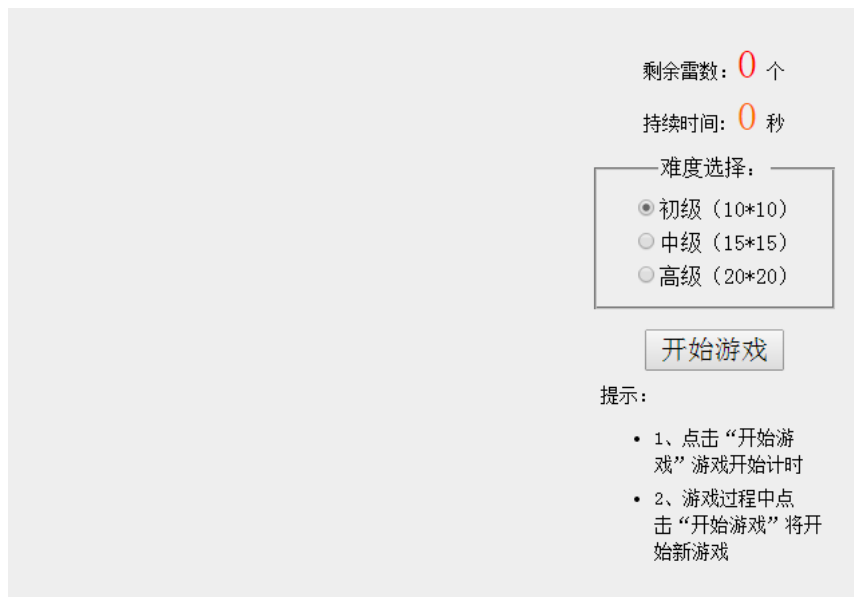 剩余雷数：0 个
持续时间: 0 秒
难度选择：
初级（10*10）
中级（15*15）
高级（20*20）
开始游戏
提示：
1、点击“开始游
戏”游戏开始计时
2、游戏过程中点
击“开始游戏”将开
始新游戏